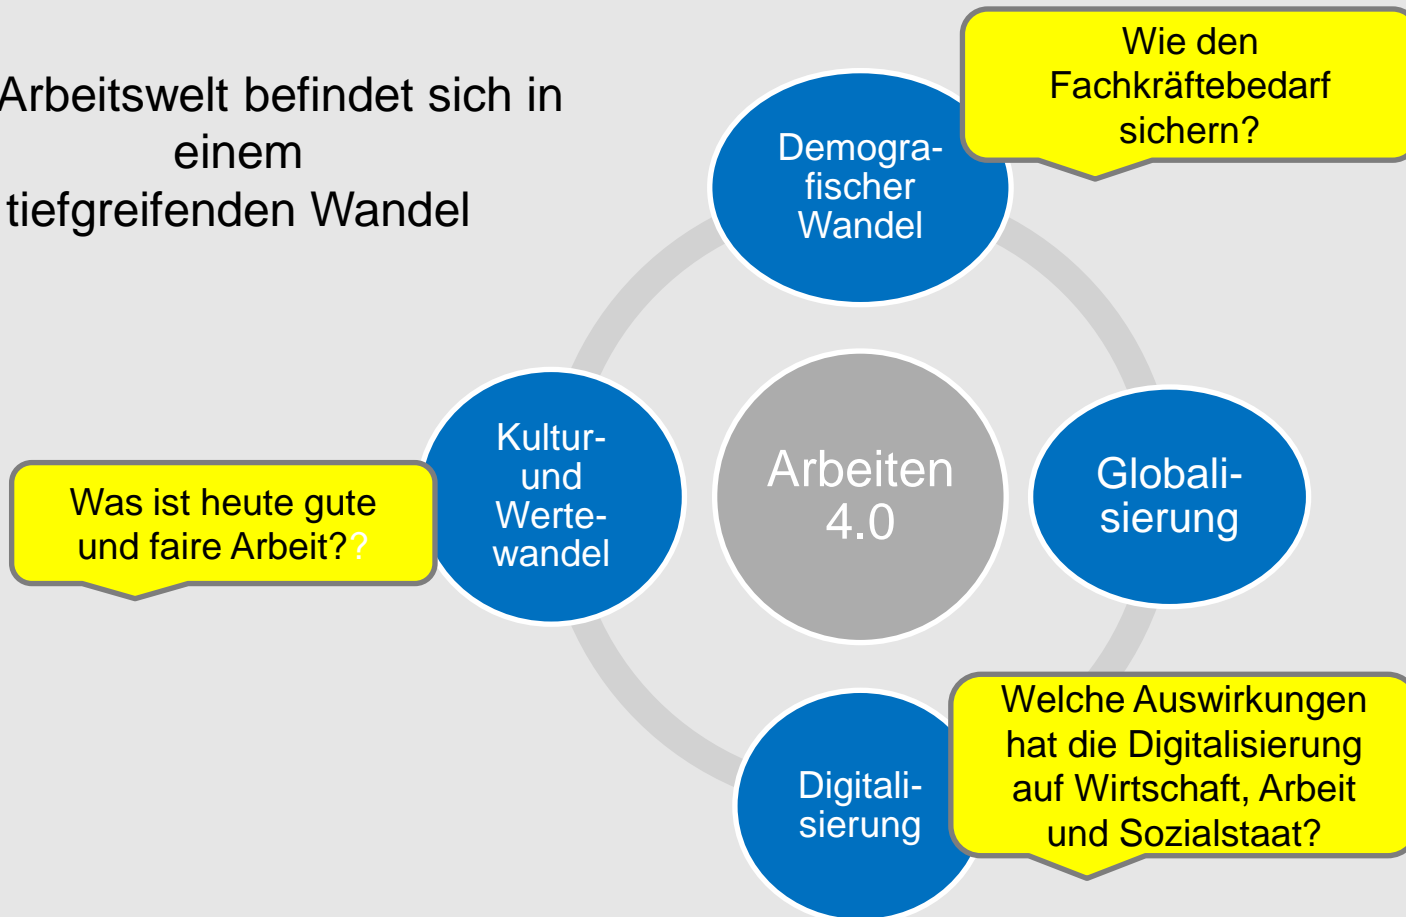 Arbeitswelt befindet sich in
einem
tiefgreifenden Wandel
Wie den
Fachkräftebedarf
sichern?
Demogra-
fischer
Wandel
Kultur-
und
Werte-
wandel
Was ist heute gute
und faire Arbeit??
Arbeiten
4.0
Globali-
sierung
Digitali-
sierung
Welche Auswirkungen
hat die Digitalisierung
auf Wirtschaft, Arbeit
und Sozialstaat?